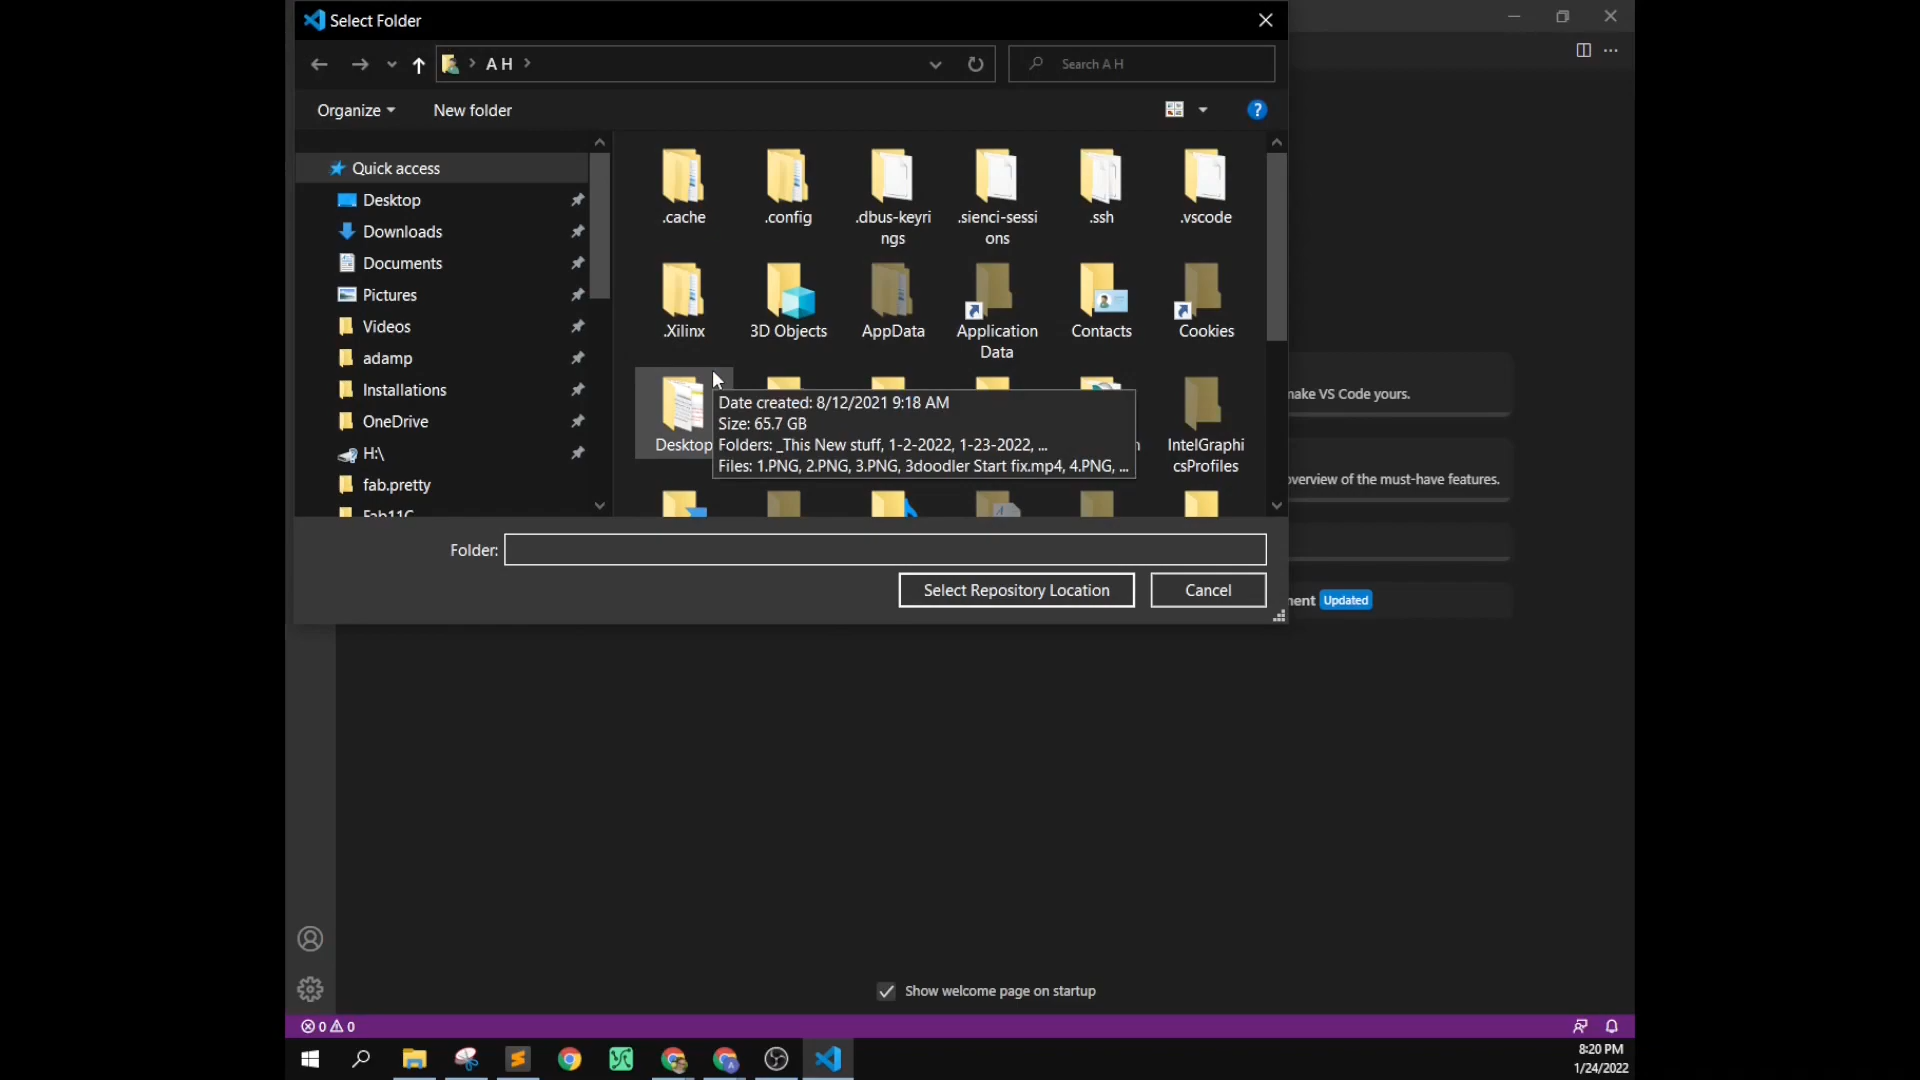 Select Folder
A H
Search A H
Organize
New folder
Quick access
Desktop
Downloads
Documents
Pictures
Videos
adamp
Installations
OneDrive
H:\
fab.pretty
Fab11C
.cache
.config
.dbus-keyri
ngs
.sienci-sessi
ons
.ssh
.vscode
.Xilinx
3D Objects
AppData
Application
Data
Contacts
Cookies
Desktop
Date created: 8/12/2021 9:18 AM
Size: 65.7 GB
Folders: _This New stuff, 1-2-2022, 1-23-2022, ...
Files: 1.PNG, 2.PNG, 3.PNG, 3doodler Start fix.mp4, 4.PNG, ...
IntelGraphi
csProfiles
Folder:
Select Repository Location
Cancel
make VS Code yours.
overview of the must-have features.
Updated
Show welcome page on startup
0 0
8:20 PM
1/24/2022